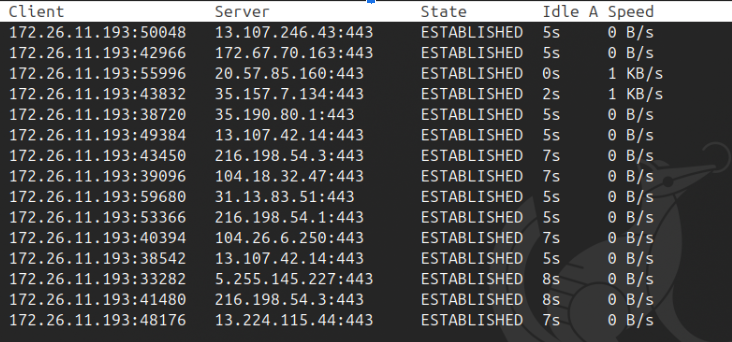 Client Server State Idle A Speed
172.26.11.193:50048 13.107.246.43:443 ESTABLISHED 5s 0 B/s
172.26.11.193:42966 172.67.70.163:443 ESTABLISHED 5s 0 B/s
172.26.11.193:55996 20.57.85.160:443 ESTABLISHED 0s 1 KB/s
172.26.11.193:43832 35.157.7.134:443 ESTABLISHED 2s 1 KB/s
172.26.11.193:38720 35.190.80.1:443 ESTABLISHED 5s 0 B/s
172.26.11.193:49384 13.107.42.14:443 ESTABLISHED 5s 0 B/s
172.26.11.193:43450 216.198.54.3:443 ESTABLISHED 7s 0 B/s
172.26.11.193:39096 104.18.32.47:443 ESTABLISHED 7s 0 B/s
172.26.11.193:59680 31.13.83.51:443 ESTABLISHED 5s 0 B/s
172.26.11.193:53366 216.198.54.1:443 ESTABLISHED 5s 0 B/s
172.26.11.193:40394 104.26.6.250:443 ESTABLISHED 7s 0 B/s
172.26.11.193:38542 13.107.42.14:443 ESTABLISHED 5s 0 B/s
172.26.11.193:33282 5.255.145.227:443 ESTABLISHED 8s 0 B/s
172.26.11.193:41480 216.198.54.3:443 ESTABLISHED 8s 0 B/s
172.26.11.193:48176 13.224.115.44:443 ESTABLISHED 7s 0 B/s